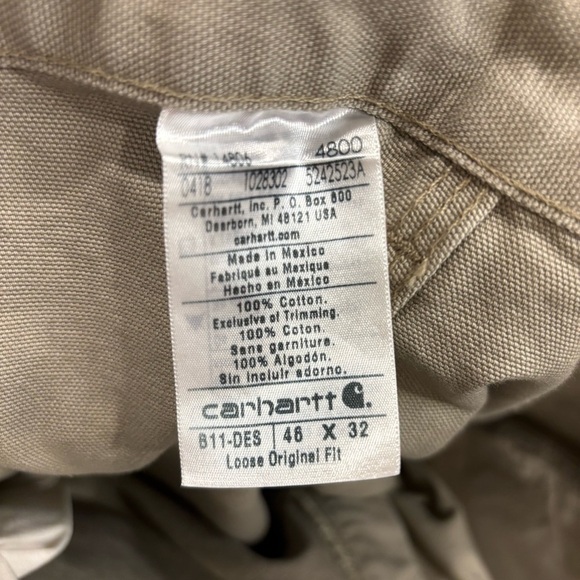 4800
0418 1028302 5242523A
Carhartt, Inc. P. O. Box 600
Dearborn, MI 48121 USA
carhartt.com
Made in Mexico
Fabriqué au Mexique
Hecho en México
100% Cotton.
Exclusive of Trimming.
100% Coton.
Sans garniture.
100% Algodón.
Sin incluir adorno.
carhartt
B11-DES 46 X 32
Loose Original Fit